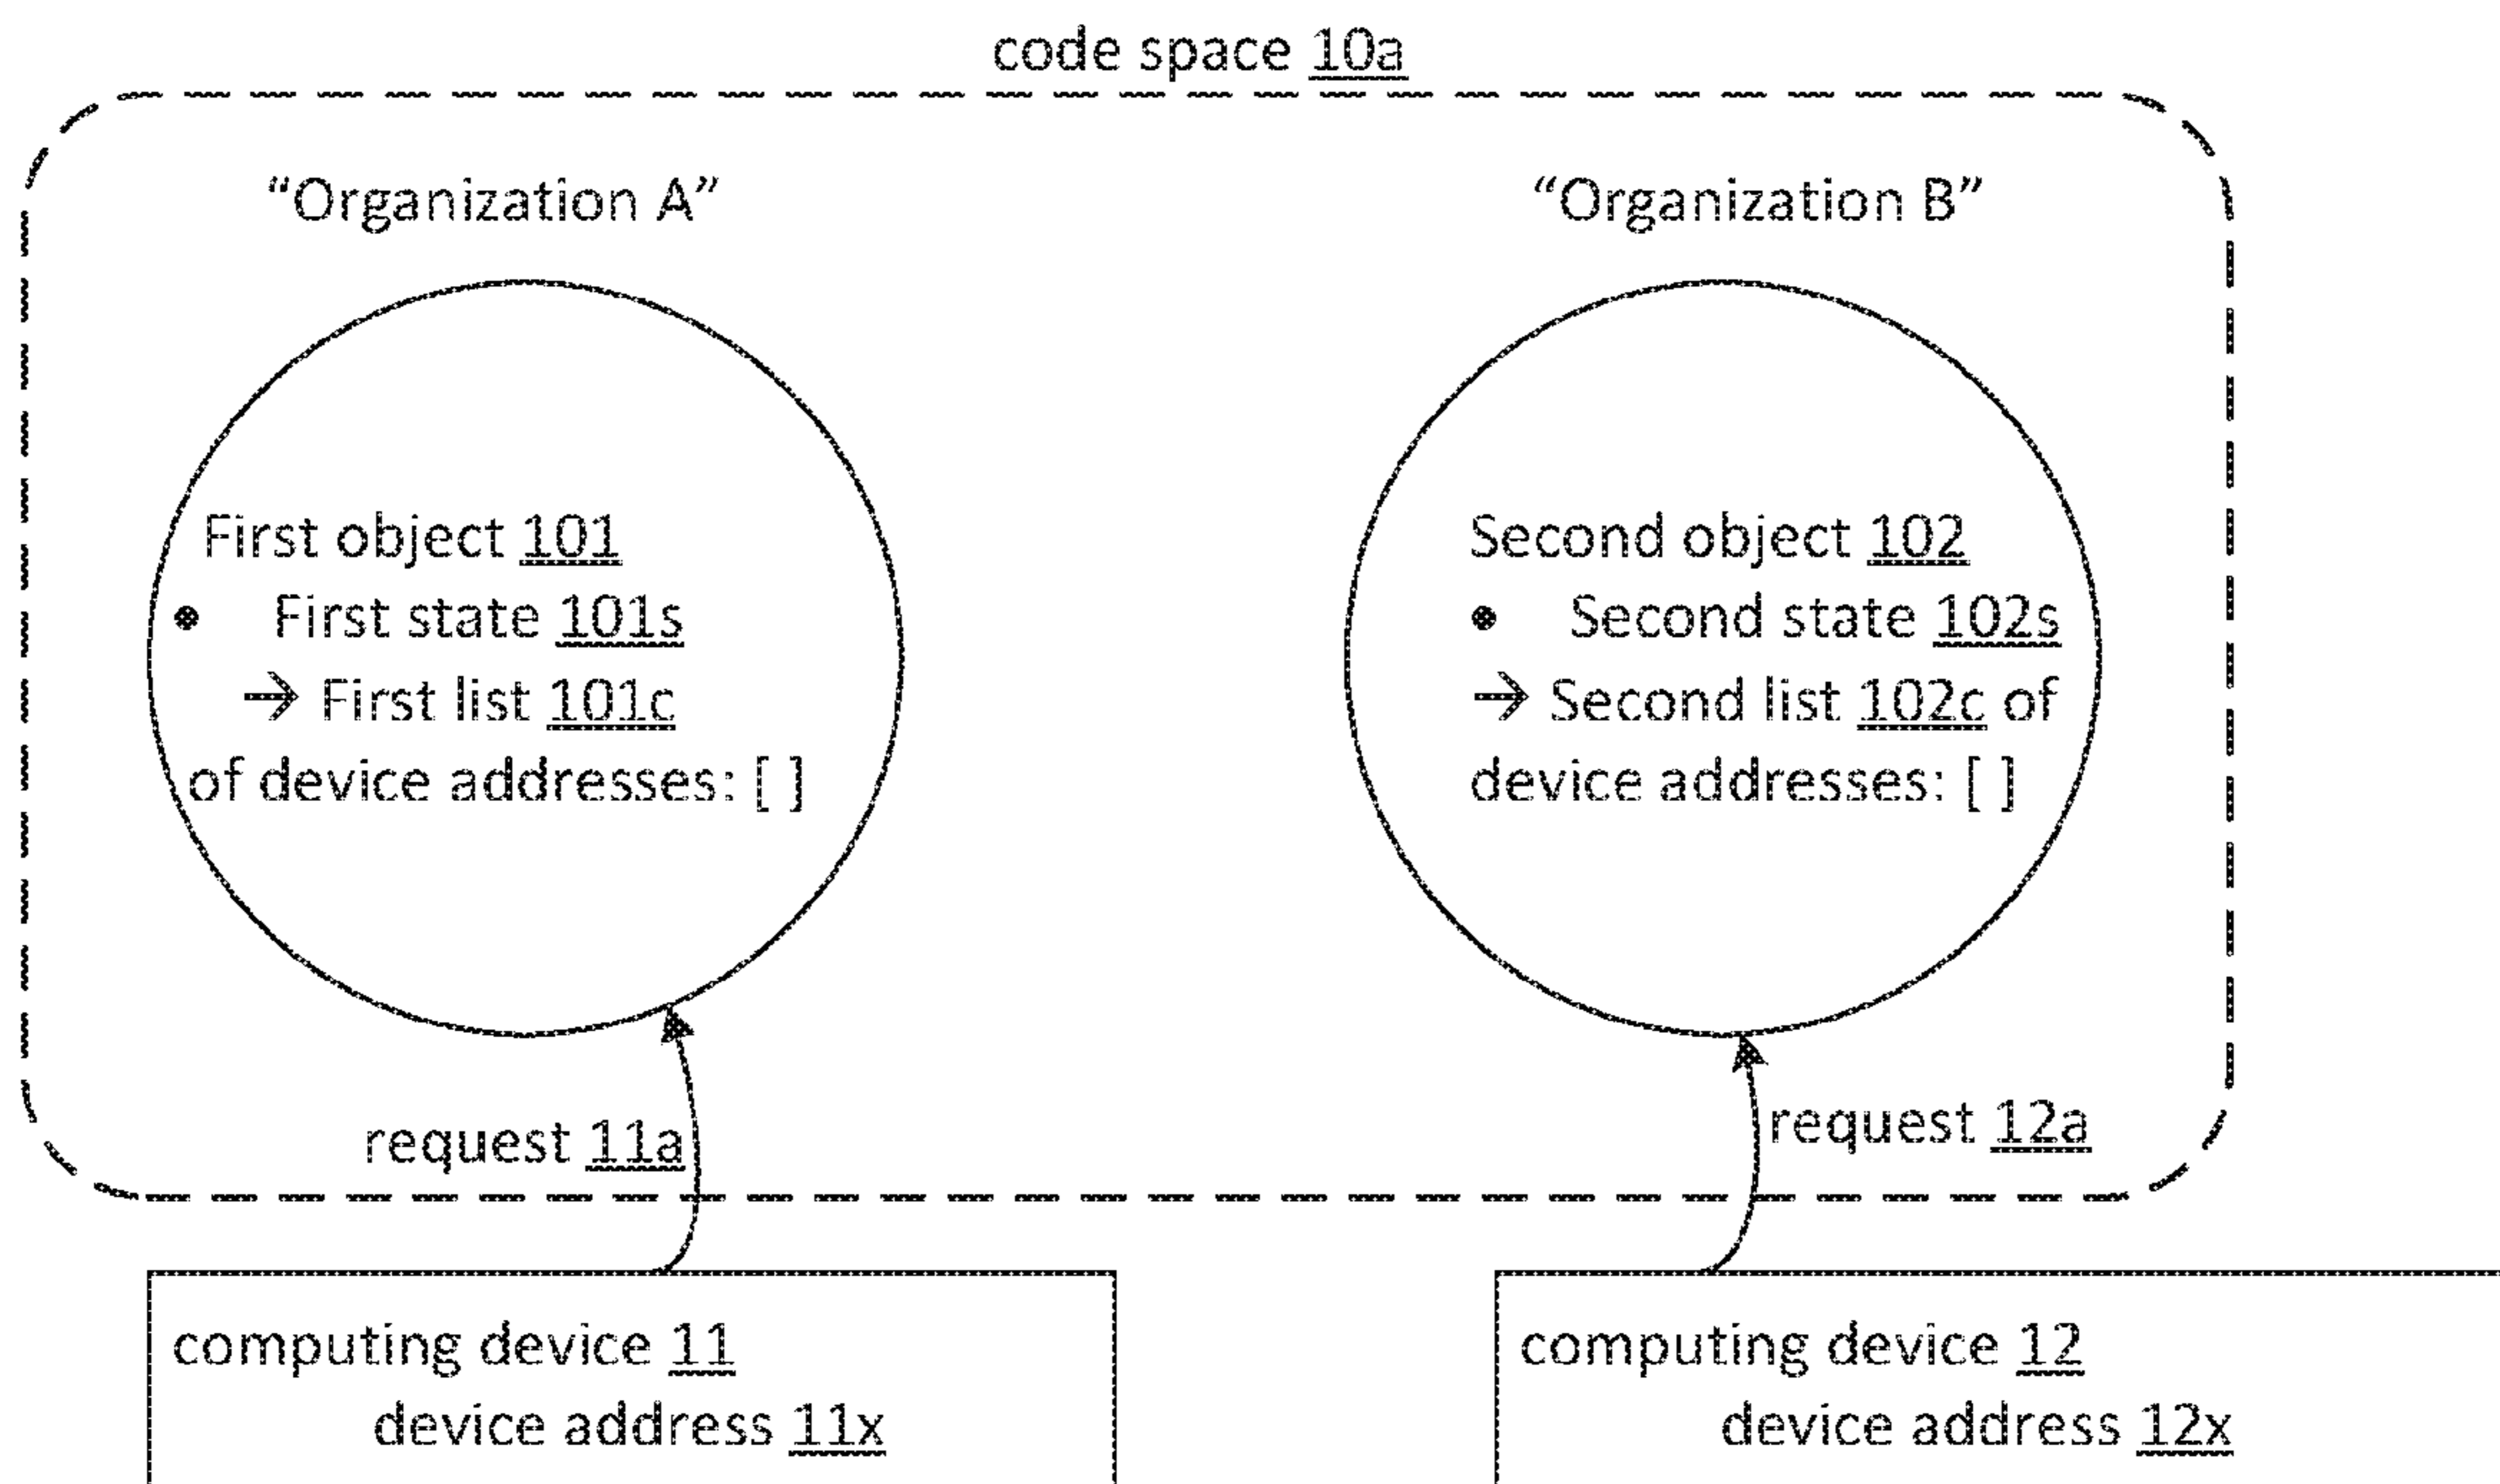 code space 10a
“Organization A”
“Organization B”
First object 101
• First state 101s
→ First list 101c
of device addresses: [ ]
Second object 102
• Second state 102s
→ Second list 102c of
device addresses: [ ]
request 11a
request 12a
computing device 11
device address 11x
computing device 12
device address 12x